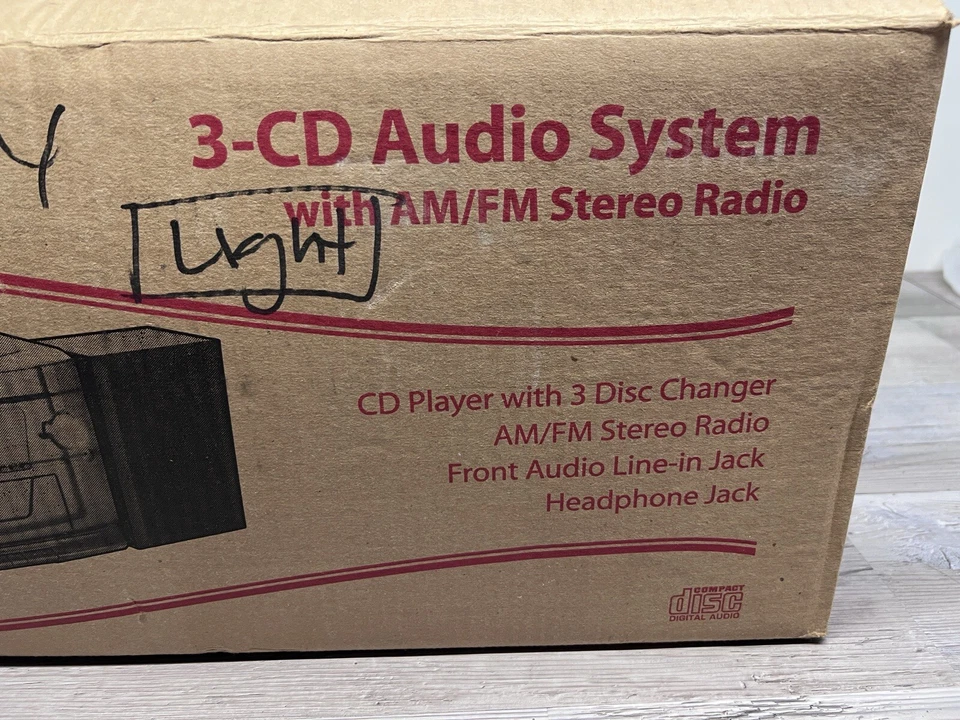 Y
3-CD Audio System
with AM/FM Stereo Radio
Light
CD Player with 3 Disc Changer
AM/FM Stereo Radio
Front Audio Line-in Jack
Headphone Jack
COMPACT
disc
DIGITAL AUDIO